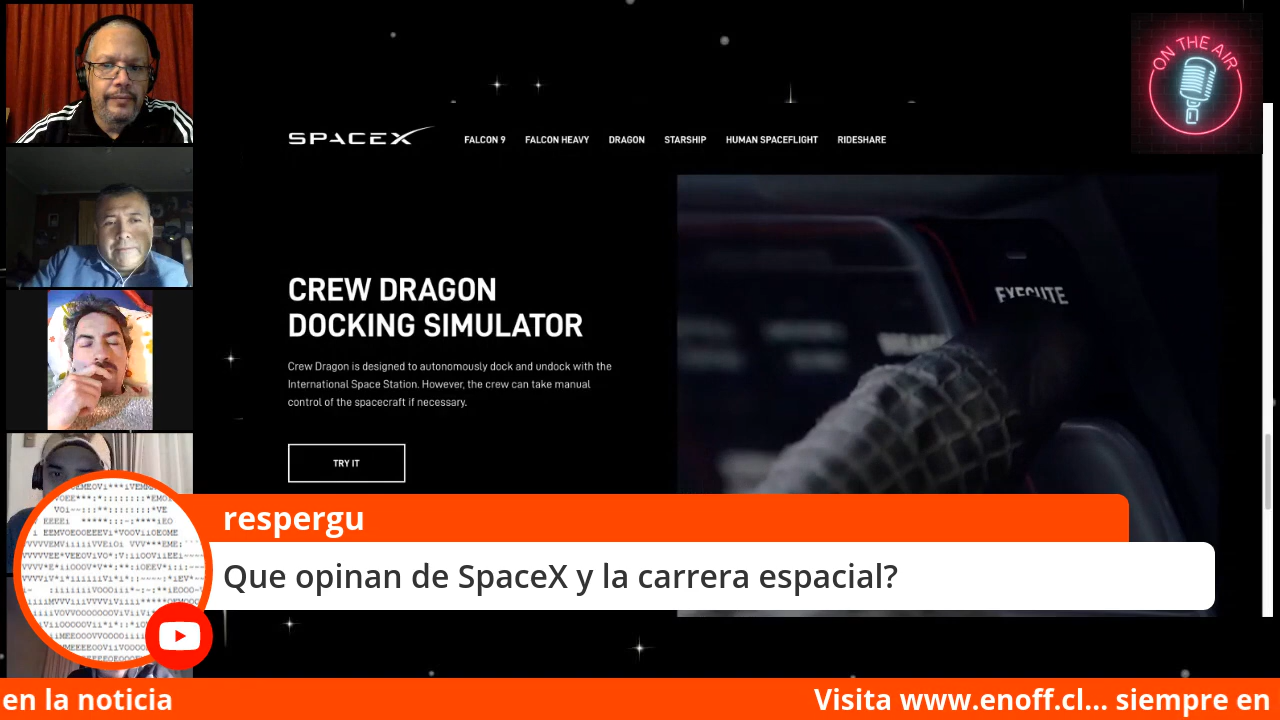 ON THE AIR
SPACEX
FALCON 9 FALCON HEAVY DRAGON STARSHIP HUMAN SPACEFLIGHT RIDESHARE
EXECUTE
CREW DRAGON
DOCKING SIMULATOR
Crew Dragon is designed to autonomously dock and undock with the
International Space Station. However, the crew can take manual
control of the spacecraft if necessary.
TRY IT
respergu
Que opinan de SpaceX y la carrera espacial?
en la noticia
Visita www.enoff.cl... siempre en